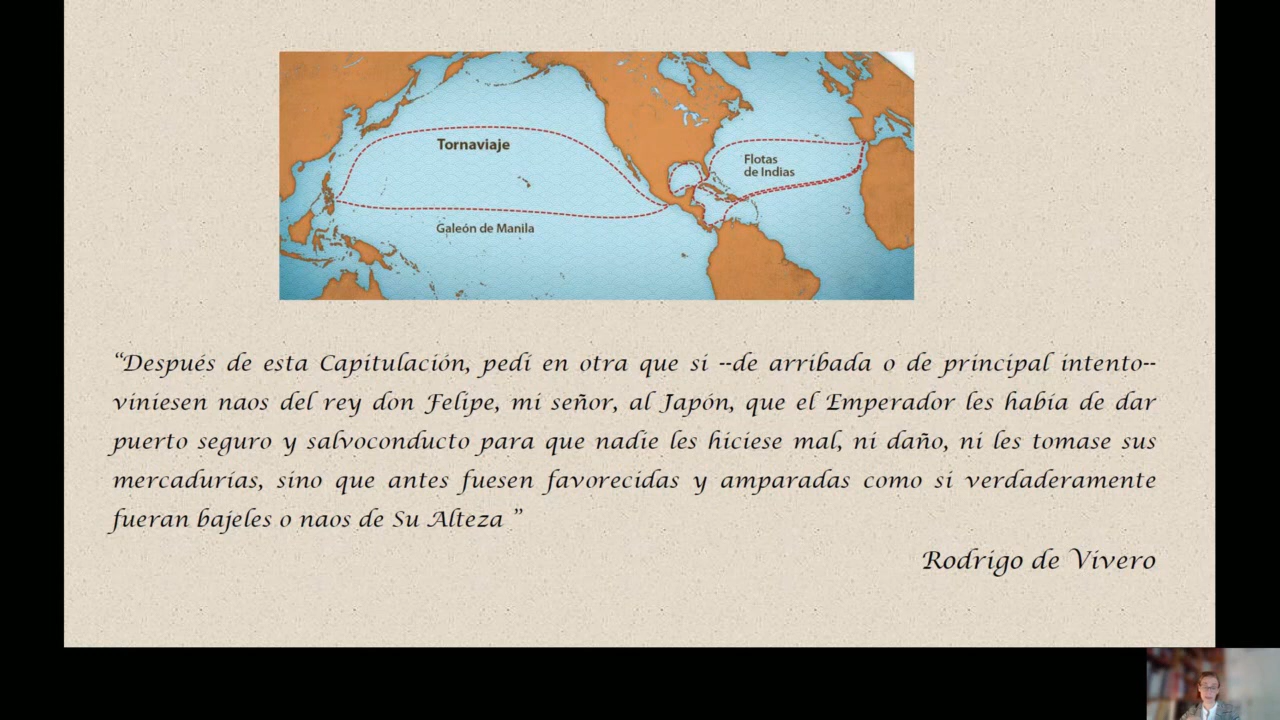 Tornaviaje
Flotas
de Indias
Galeón de Manila
“Después de esta Capitulación, pedí en otra que si --de arribada o de principal intento--
viniesen naos del rey don Felipe, mi señor, al Japón, que el Emperador les había de dar
puerto seguro y salvoconducto para que nadie les hiciese mal, ni daño, ni les tomase sus
mercadurías, sino que antes fuesen favorecidas y amparadas como si verdaderamente
fueran bajeles o naos de Su Alteza ”
Rodrigo de Vivero